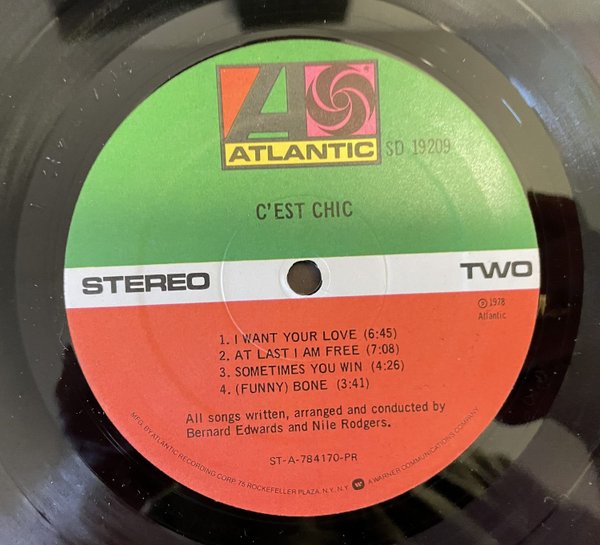 ATLANTIC
SD 19209
C'EST CHIC
STEREO
TWO
℗ 1978
Atlantic
1. I WANT YOUR LOVE (6:45)
2. AT LAST I AM FREE (7:08)
3. SOMETIMES YOU WIN (4:26)
4. (FUNNY) BONE (3:41)
All songs written, arranged and conducted by
Bernard Edwards and Nile Rodgers.
ST-A-784170-PR
MFG. BY ATLANTIC RECORDING CORP. 75 ROCKEFELLER PLAZA, N.Y. N.Y. W A WARNER COMMUNICATIONS COMPANY